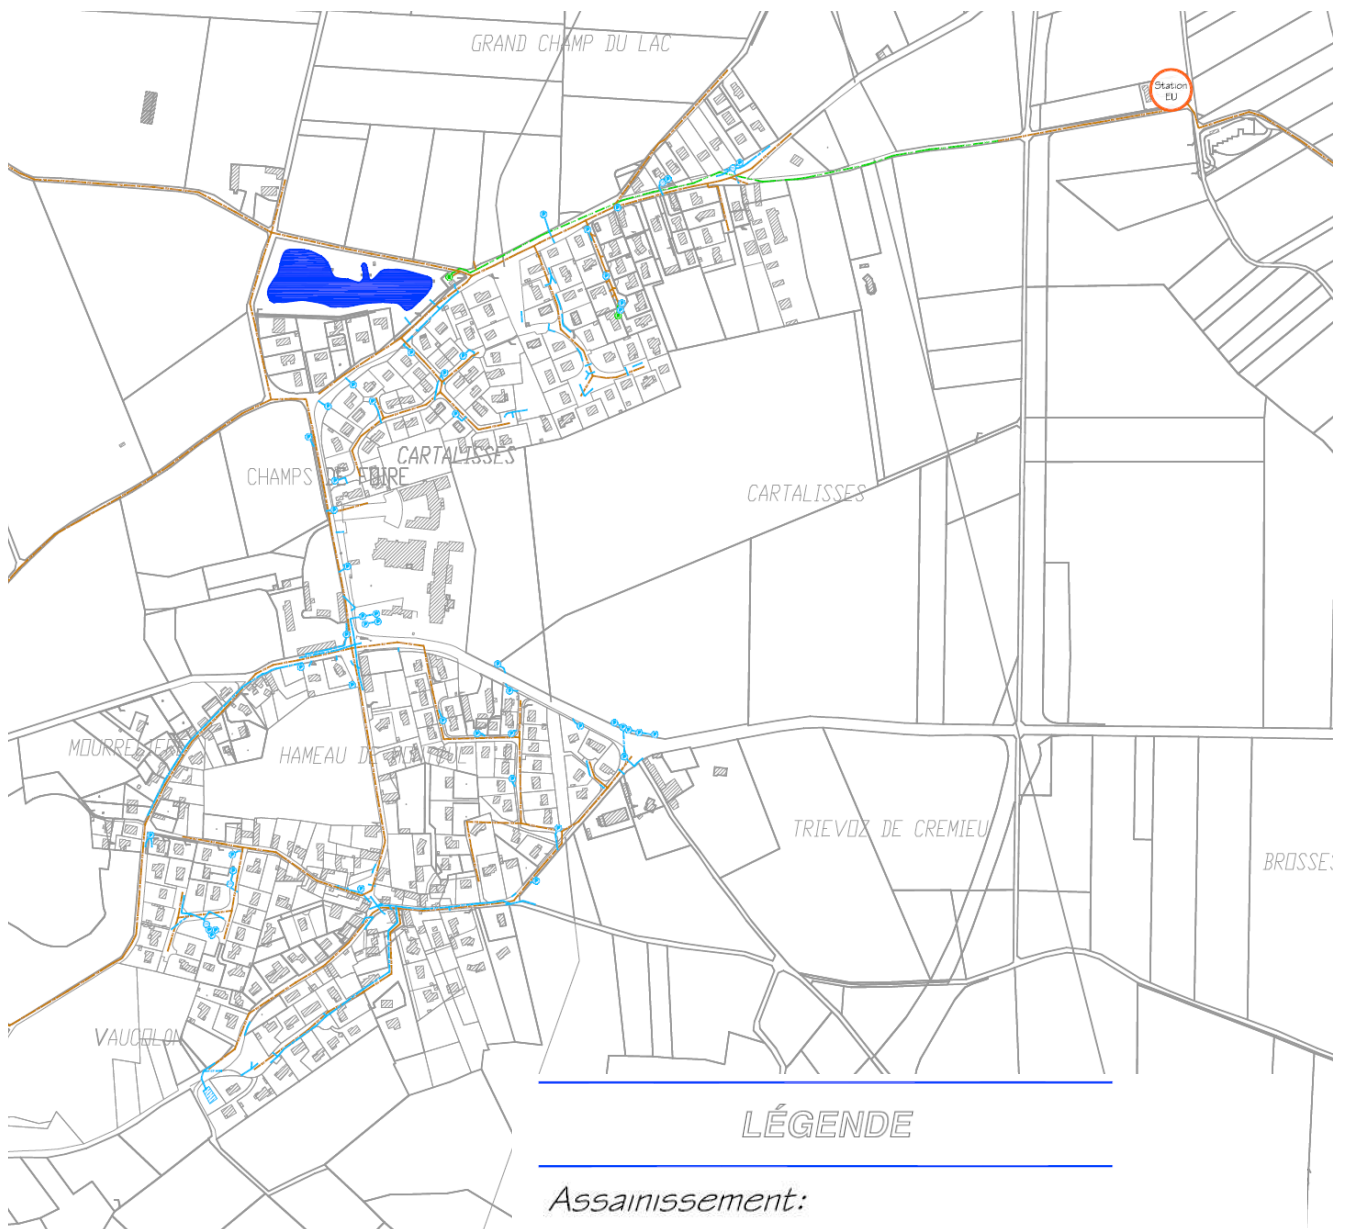 GRAND CHAMP DU LAC
Station
EU
CARTALISSES
CHAMPS DE FOIRE
CARTALISSES
MOURRE
HAMEAU DE
TRIEVOZ DE CREMIEU
BROSSES
VAUCOLON
LÉGENDE
Assainissement: